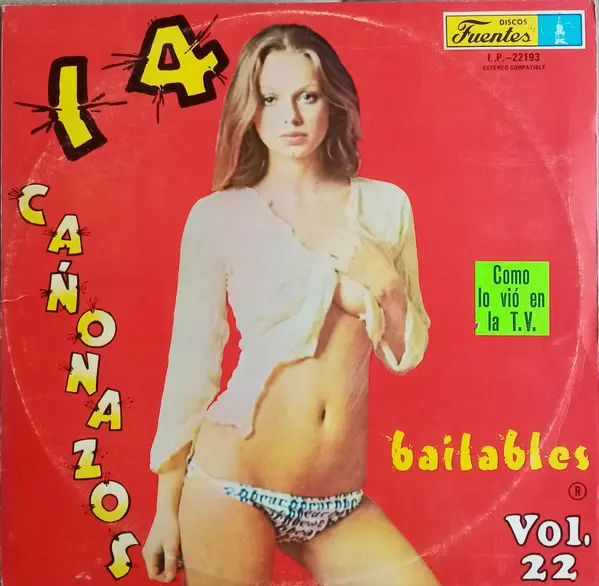 14
CAÑONAZOS
DISCOS
Fuentes
L.P.-22193
ESTEREO COMPATIBLE
Como
lo vió en
la T.V.
bailables
®
Vol.
22